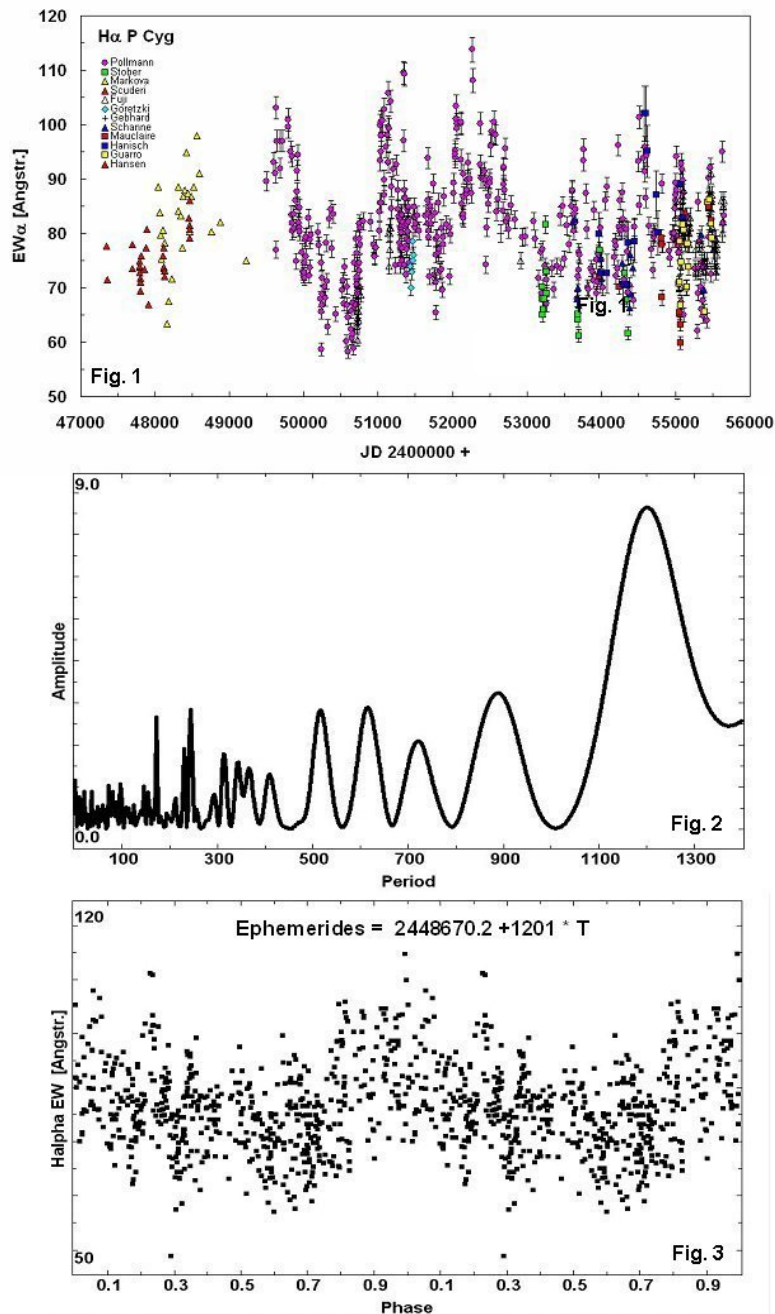 120
Hα P Cyg
Pollmann
Stober
110
Markova
Scuderi
Fuji
Goretzki
100
Gebhard
Schanne
Mauclaire
Hanisch
90
Guarro
Hansen
EWα [Angstr.]
80
70
Fig. 1
60
Fig. 1
50
47000 48000 49000 50000 51000 52000 53000 54000 55000 56000
JD 2400000 +
9.0
Amplitude
0.0
Fig. 2
100 300 500 700 900 1100 1300
Period
120
Ephemerides = 2448670.2 +1201 * T
Halpha EW [Angstr.]
50
Fig. 3
0.1 0.3 0.5 0.7 0.9 0.1 0.3 0.5 0.7 0.9
Phase